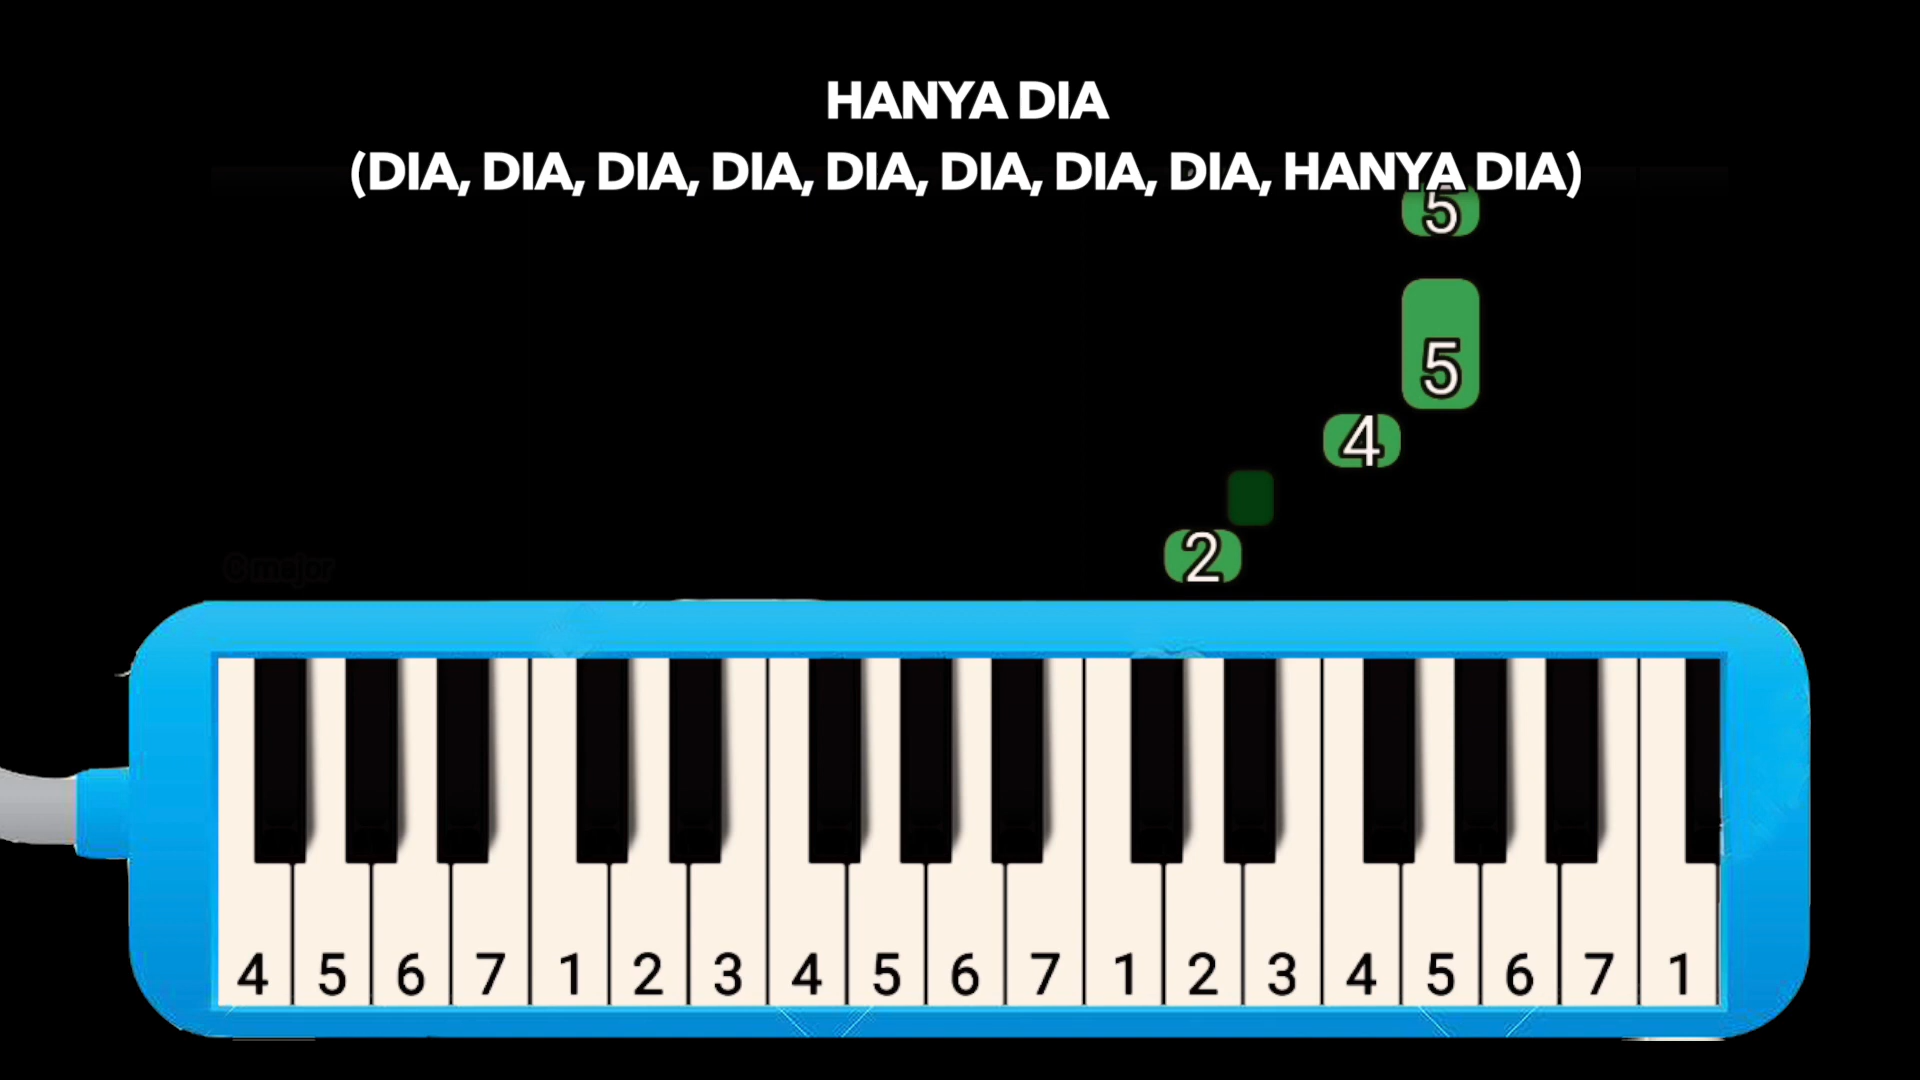 HANYA DIA
(DIA, DIA, DIA, DIA, DIA, DIA, DIA, DIA, HANYA DIA)
5
5
4
2
C major
4 5 6 7 1 2 3 4 5 6 7 1 2 3 4 5 6 7 1